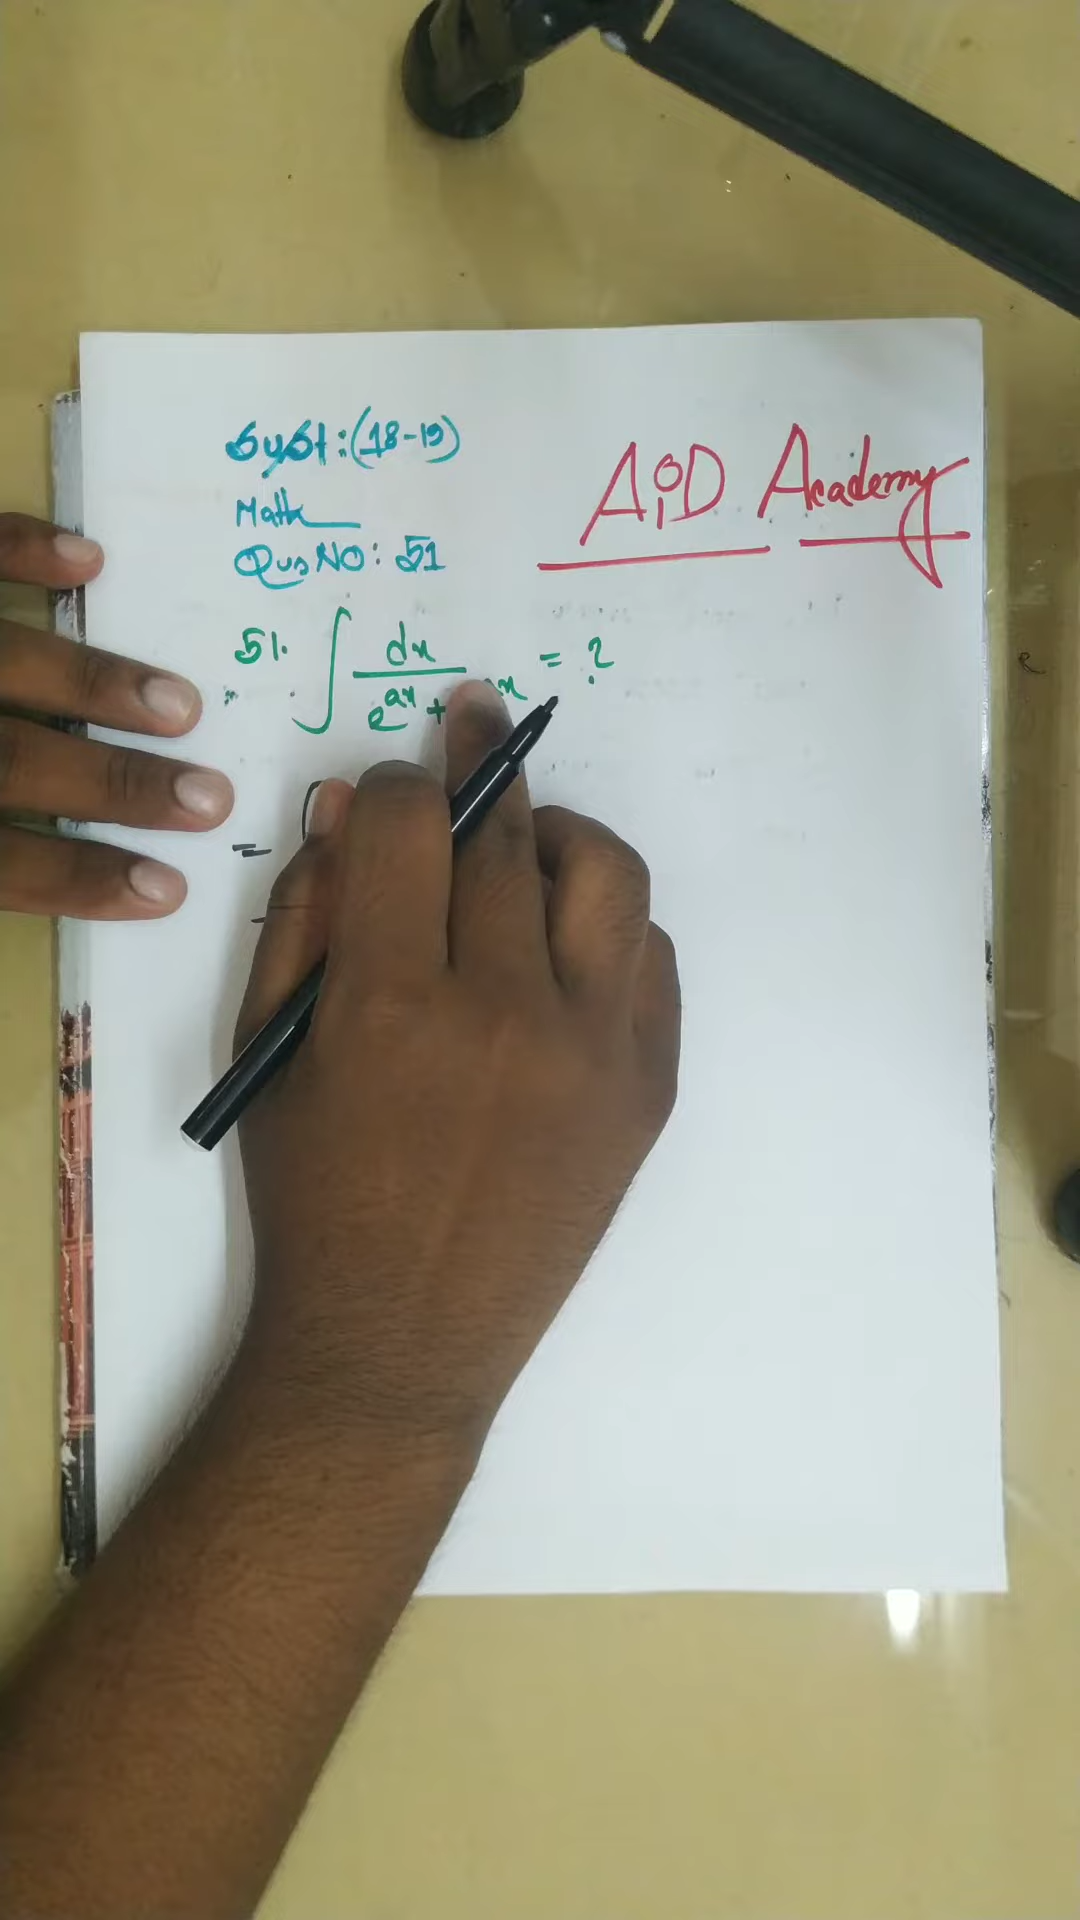 গুচ্ছ:(18-19)
AiD Academy
Math
Qus NO: 51
51. ∫ dx = ?
e^ax +
=